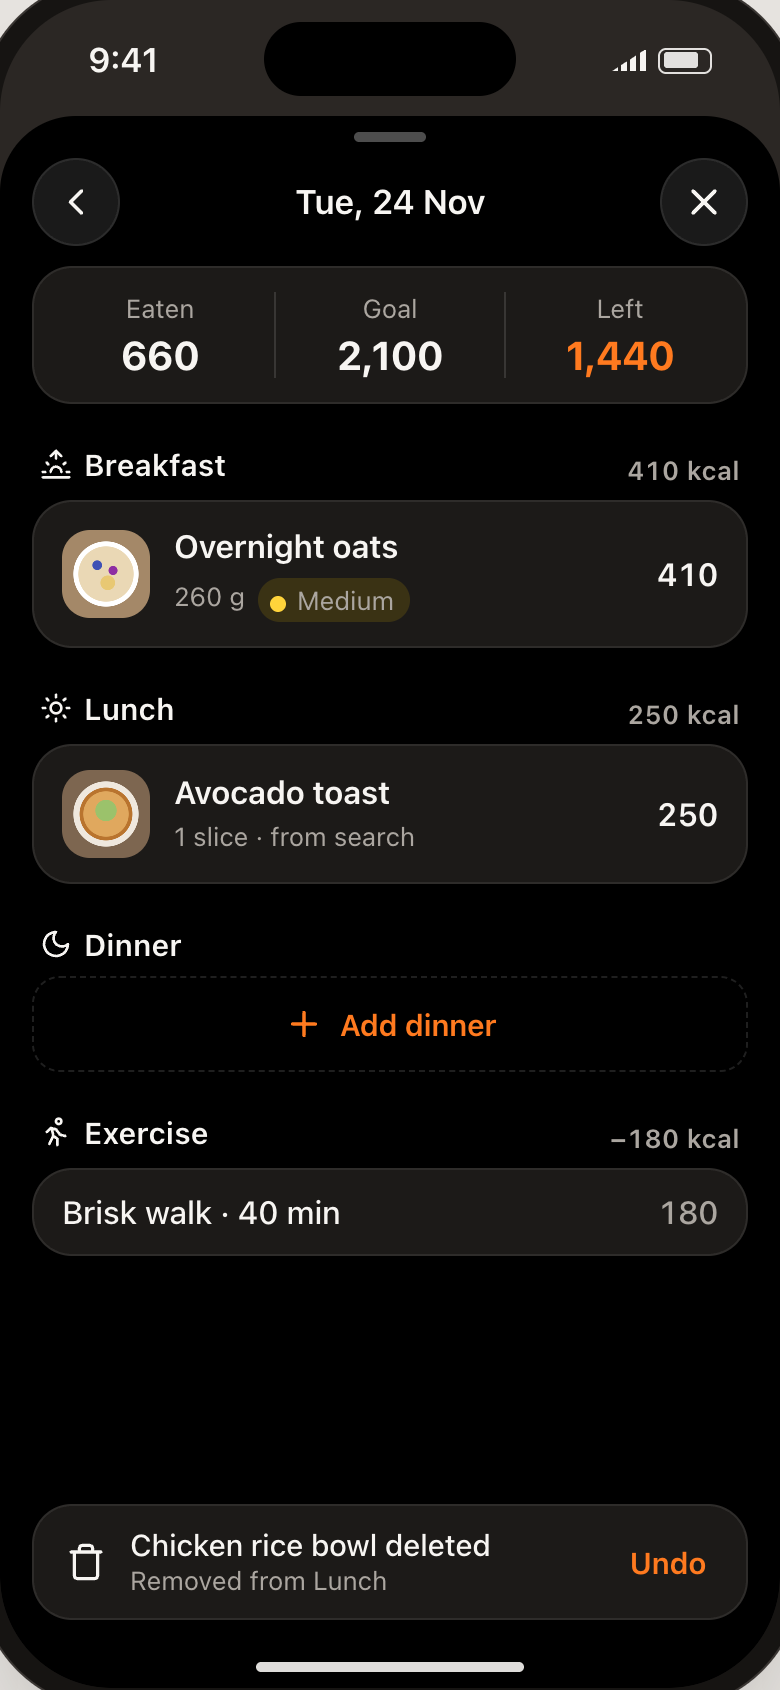 9:41
Tue, 24 Nov
Eaten Goal Left
660 2,100 1,440
Breakfast 410 kcal
Overnight oats
260 g Medium 410
Lunch 250 kcal
Avocado toast
1 slice · from search 250
Dinner
Add dinner
Exercise −180 kcal
Brisk walk · 40 min 180
Chicken rice bowl deleted
Removed from Lunch Undo